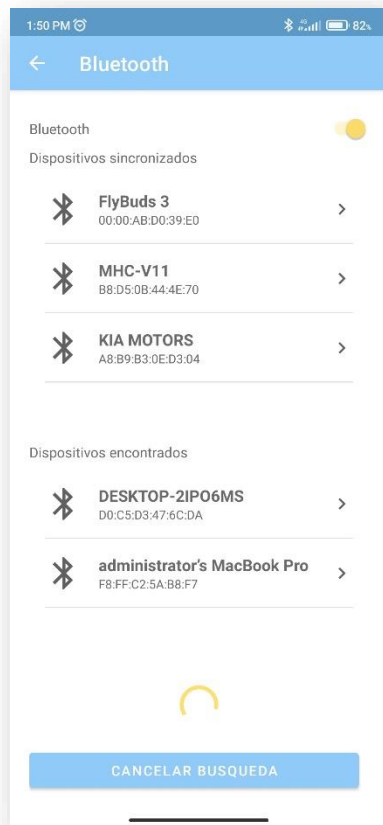 1:50 PM
4G 82%
Bluetooth
Bluetooth
Dispositivos sincronizados
FlyBuds 3
00:00:AB:D0:39:E0
MHC-V11
B8:D5:0B:44:4E:70
KIA MOTORS
A8:B9:B3:0E:D3:04
Dispositivos encontrados
DESKTOP-2IPO6MS
D0:C5:D3:47:6C:DA
administrator's MacBook Pro
F8:FF:C2:5A:B8:F7
CANCELAR BUSQUEDA